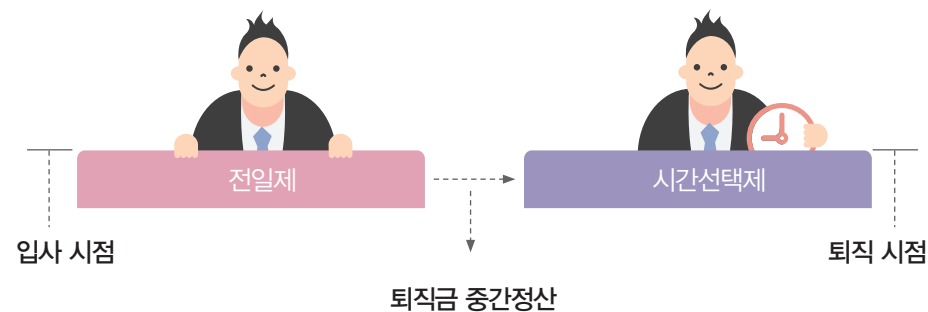 전일제
시간선택제
입사 시점
퇴직 시점
퇴직금 중간정산